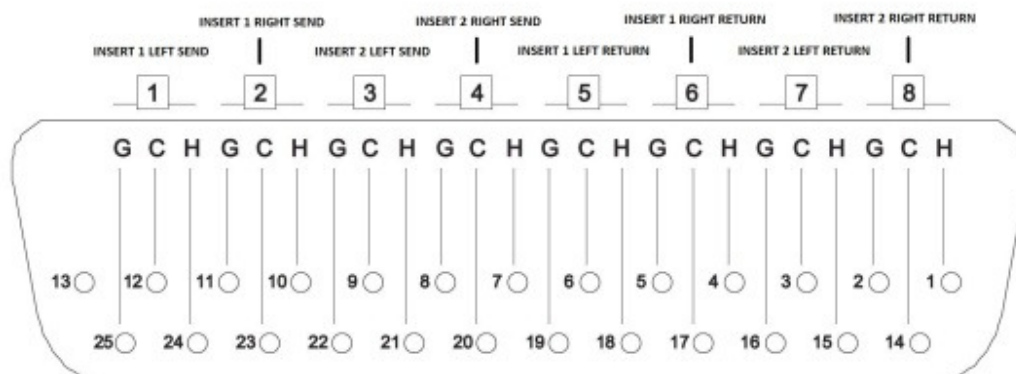 INSERT 1 RIGHT SEND INSERT 2 RIGHT SEND INSERT 1 RIGHT RETURN INSERT 2 RIGHT RETURN
INSERT 1 LEFT SEND INSERT 2 LEFT SEND INSERT 1 LEFT RETURN INSERT 2 LEFT RETURN
1 2 3 4 5 6 7 8
G C H G C H G C H G C H G C H G C H G C H G C H
13 12 11 10 9 8 7 6 5 4 3 2 1
25 24 23 22 21 20 19 18 17 16 15 14